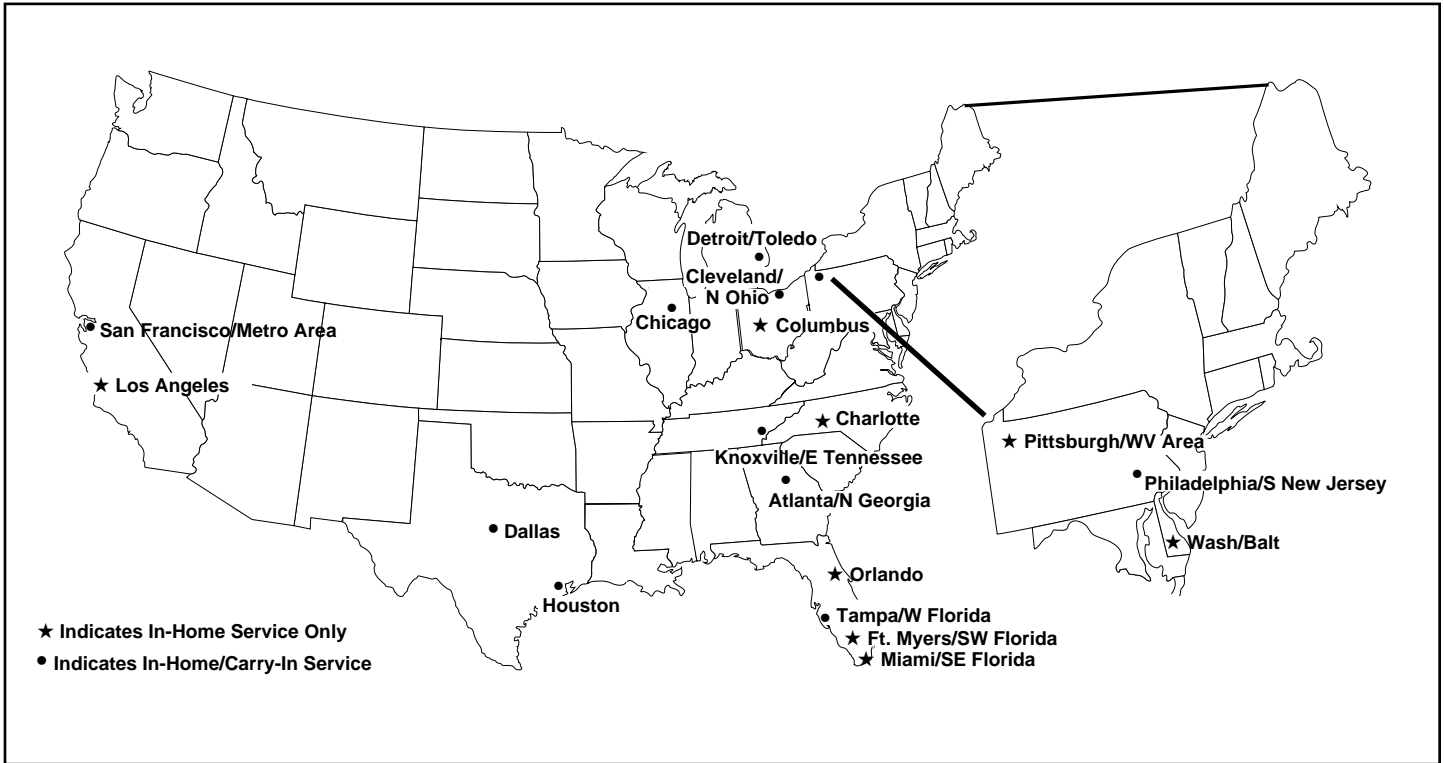 Detroit/Toledo
Cleveland/
N Ohio
Chicago
Columbus
San Francisco/Metro Area
Los Angeles
Charlotte
Knoxville/E Tennessee
Atlanta/N Georgia
Pittsburgh/WV Area
Philadelphia/S New Jersey
Dallas
Wash/Balt
Orlando
Houston
Tampa/W Florida
Ft. Myers/SW Florida
Miami/SE Florida
★ Indicates In-Home Service Only
● Indicates In-Home/Carry-In Service